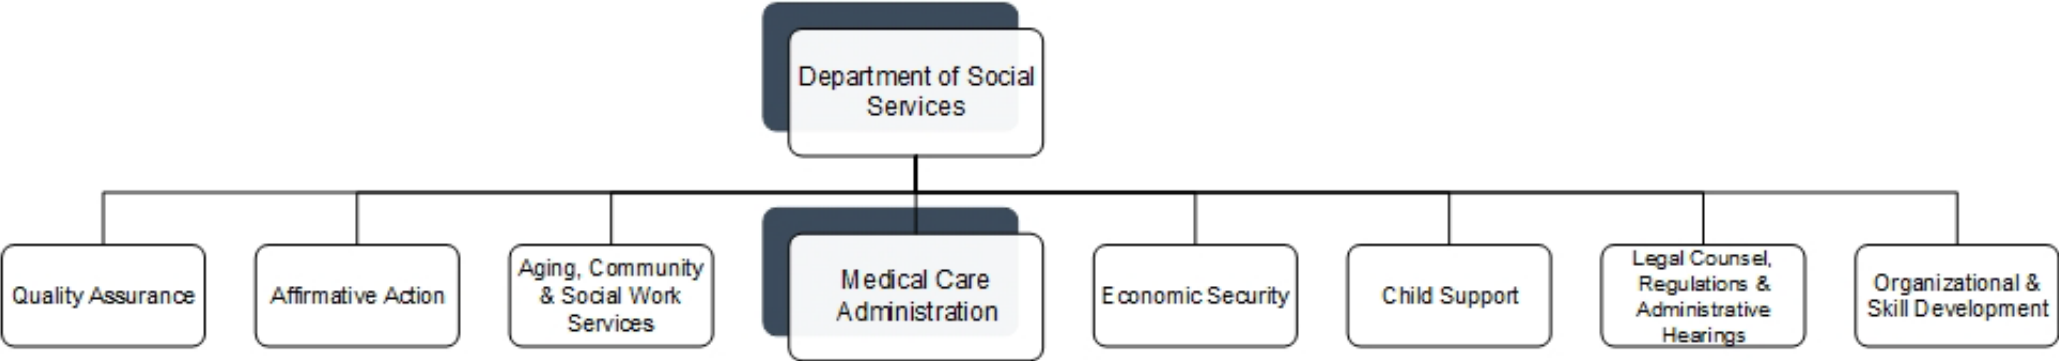 Department of Social
Services
Quality Assurance
Affirmative Action
Aging, Community
& Social Work
Services
Medical Care
Administration
Economic Security
Child Support
Legal Counsel,
Regulations &
Administrative
Hearings
Organizational &
Skill Development